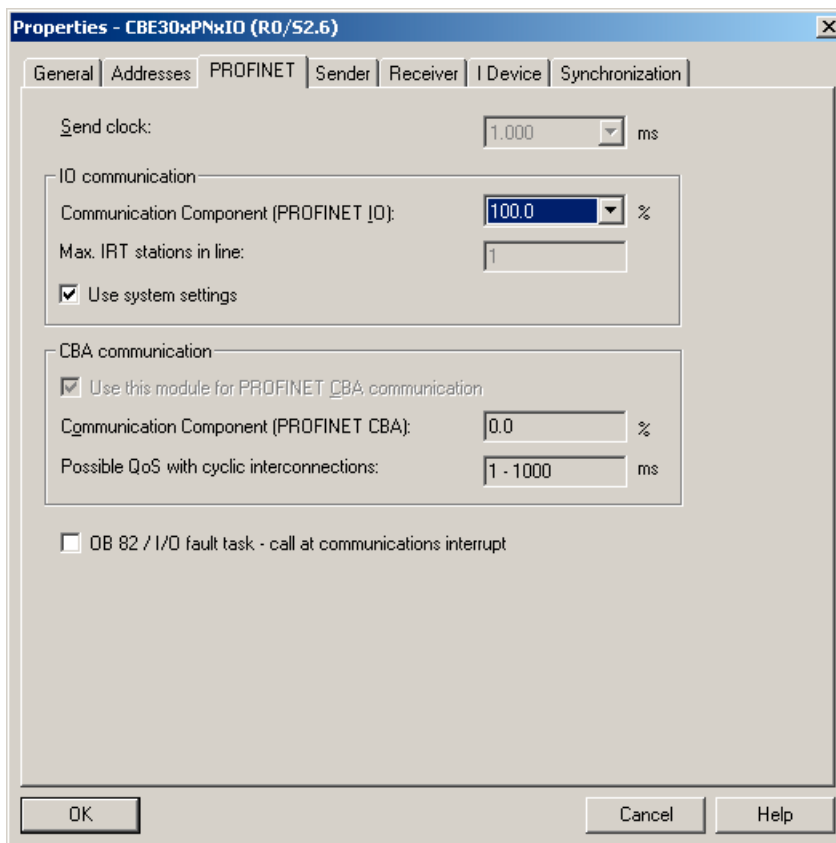 Properties - CBE30xPNxIO (R0/S2.6)
General Addresses PROFINET Sender Receiver I Device Synchronization
Send clock: 1.000 ms
IO communication
Communication Component (PROFINET IO): 100.0 %
Max. IRT stations in line: 1
Use system settings
CBA communication
Use this module for PROFINET CBA communication
Communication Component (PROFINET CBA): 0.0 %
Possible QoS with cyclic interconnections: 1 - 1000 ms
OB 82 / I/O fault task - call at communications interrupt
OK Cancel Help